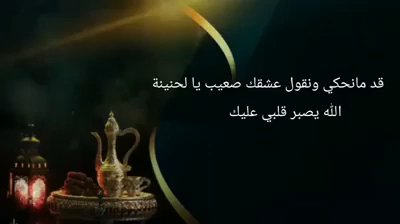 قد مانحكي ونقول عشقك صعيب يا لحنينة
الله يصبر قلبي عليك